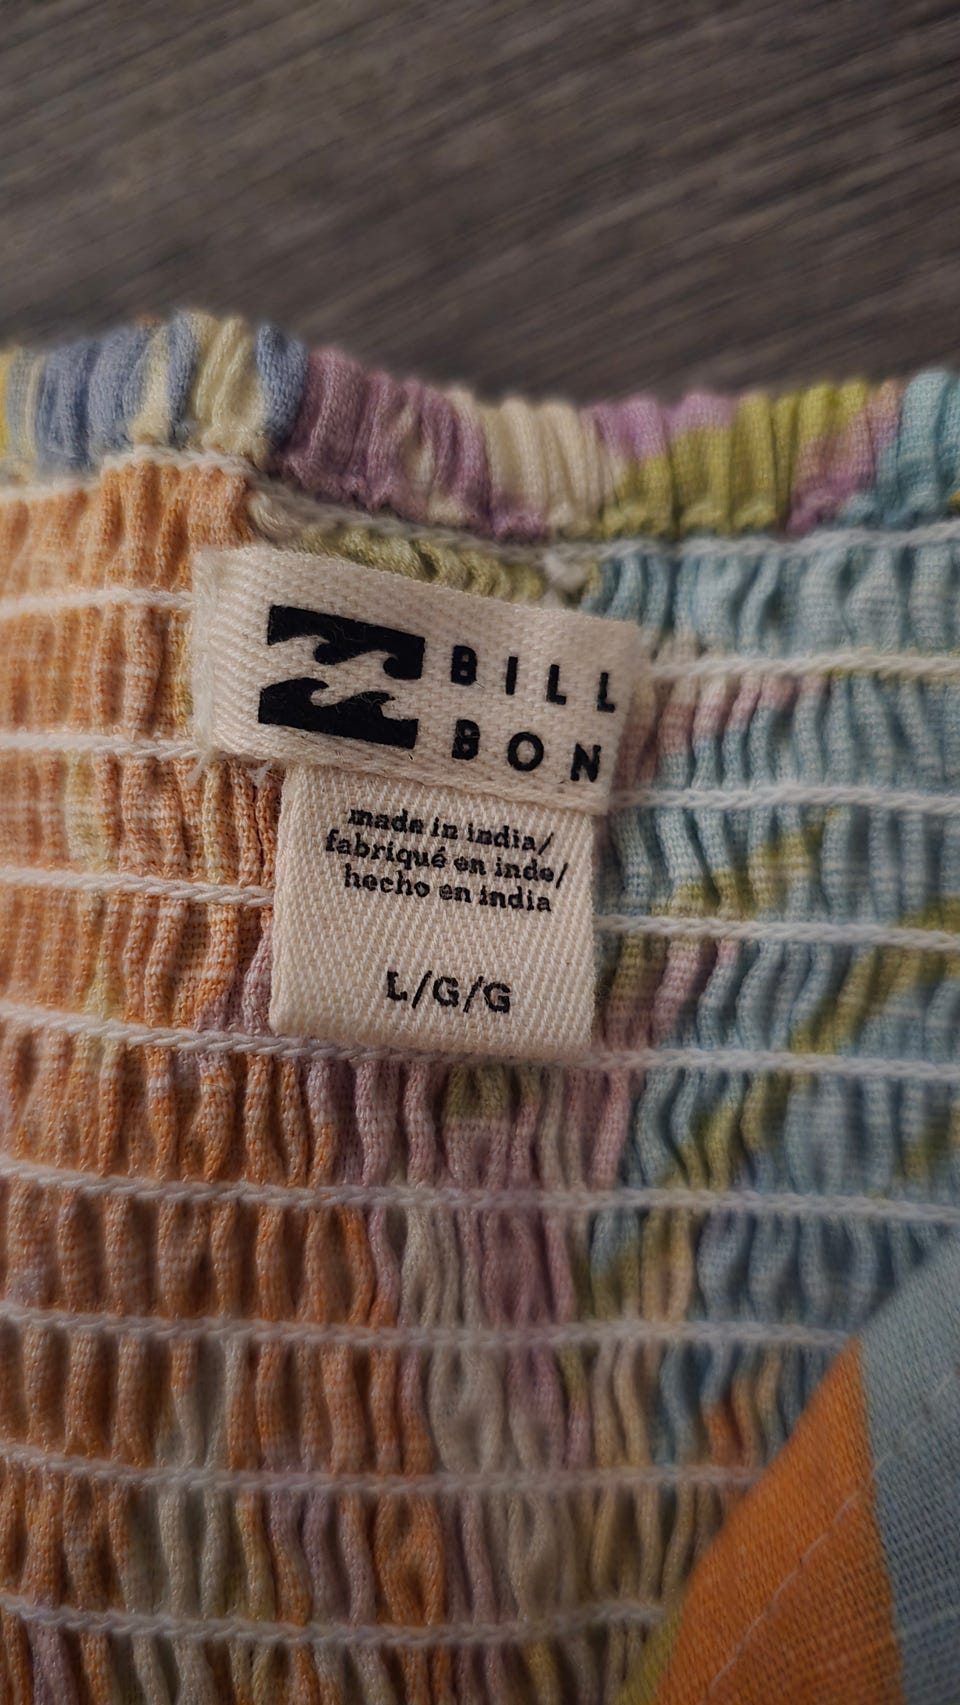 BILL
BON
made in india/
fabriqué en inde/
hecho en india
L/G/G